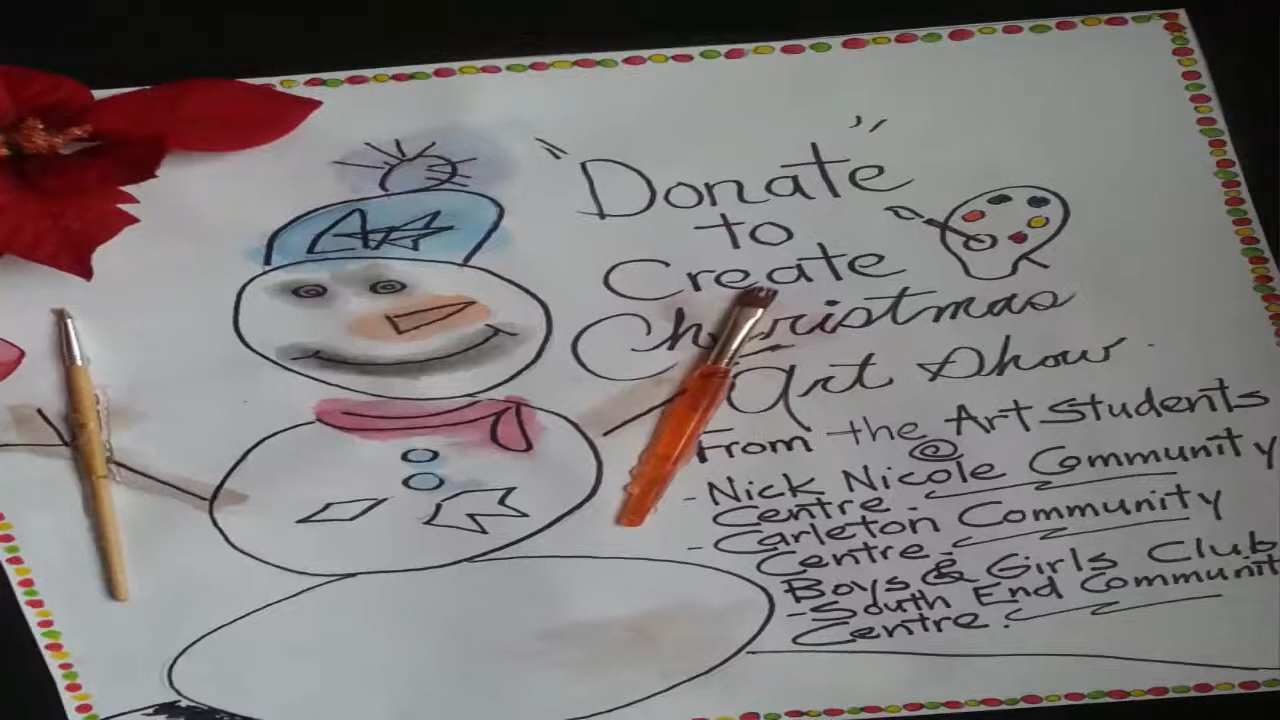 "Donate"
to
Create
Christmas
Art Show.
From the Art Students
@
- Nick Nicole Community
Centre
- Carleton Community
Centre -
Boys & Girls Club
- South End Communit
Centre.